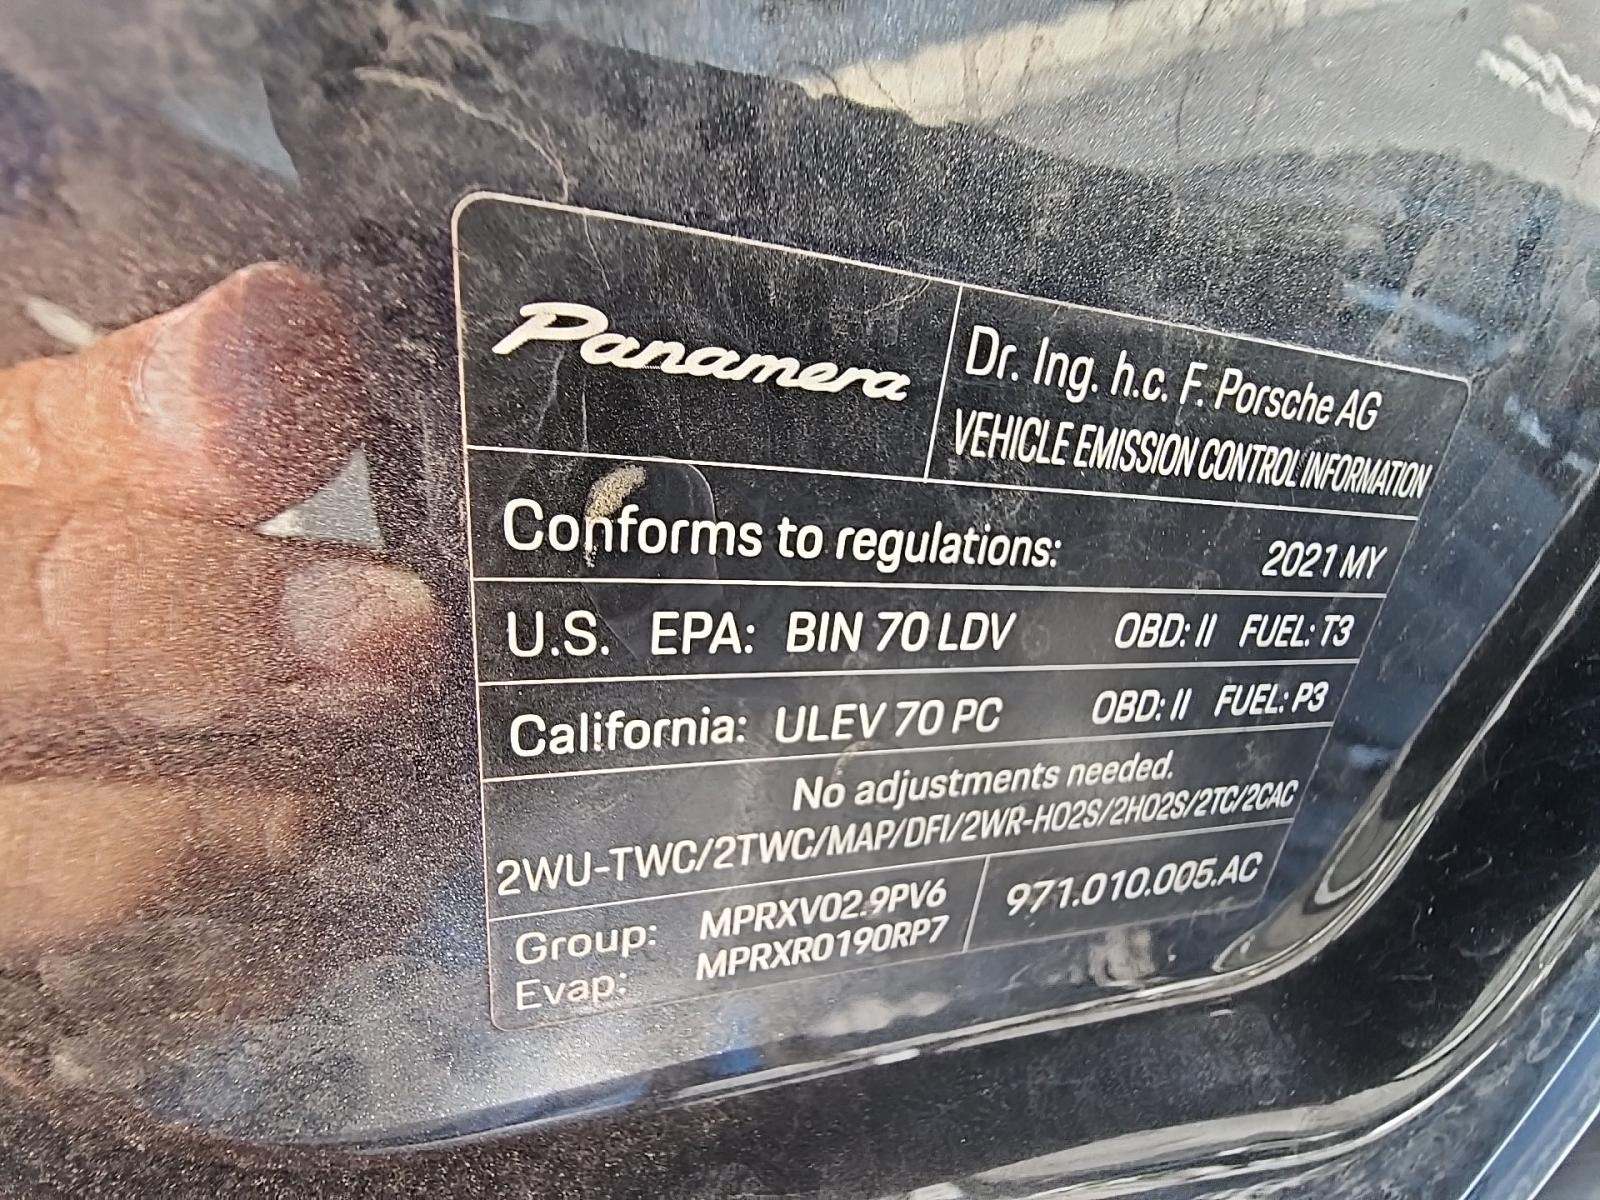 Panamera
Dr. Ing. h.c. F. Porsche AG
VEHICLE EMISSION CONTROL INFORMATION
Conforms to regulations: 2021 MY
U.S. EPA: BIN 70 LDV OBD: II FUEL: T3
California: ULEV 70 PC OBD: II FUEL: P3
No adjustments needed.
2WU-TWC/2TWC/MAP/DFI/2WR-HO2S/2HO2S/2TC/2CAC
Group: MPRXV02.9PV6
Evap: MPRXR0190RP7
971.010.005.AC